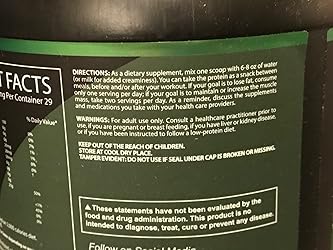 T FACTS
ng Per Container 29
% Daily Value*
DIRECTIONS: As a dietary supplement, mix one scoop with 6-8 oz of water
(or milk for added creaminess). You can take the protein as a snack between
meals, before and/or after your workout. If your goal is to lose fat, consume
only one serving per day; if your goal is to maintain or increase the muscle
mass, take two servings per day. As a reminder, discuss the supplements
and medications you take with your health care providers.
WARNINGS: For adult use only. Consult a healthcare practitioner prior to
use, if you are pregnant or breast feeding, if you have liver or kidney disease,
or if you have been instructed to follow a low-protein diet.
KEEP OUT OF THE REACH OF CHILDREN.
STORE AT COOL DRY PLACE.
TAMPER EVIDENT: DO NOT USE IF SEAL UNDER CAP IS BROKEN OR MISSING.
50%
<1%
These statements have not been evaluated by the
food and drug administration. This product is no
intended to diagnose, treat, cure or prevent any disease.
calories diet.
Follow on Social Media